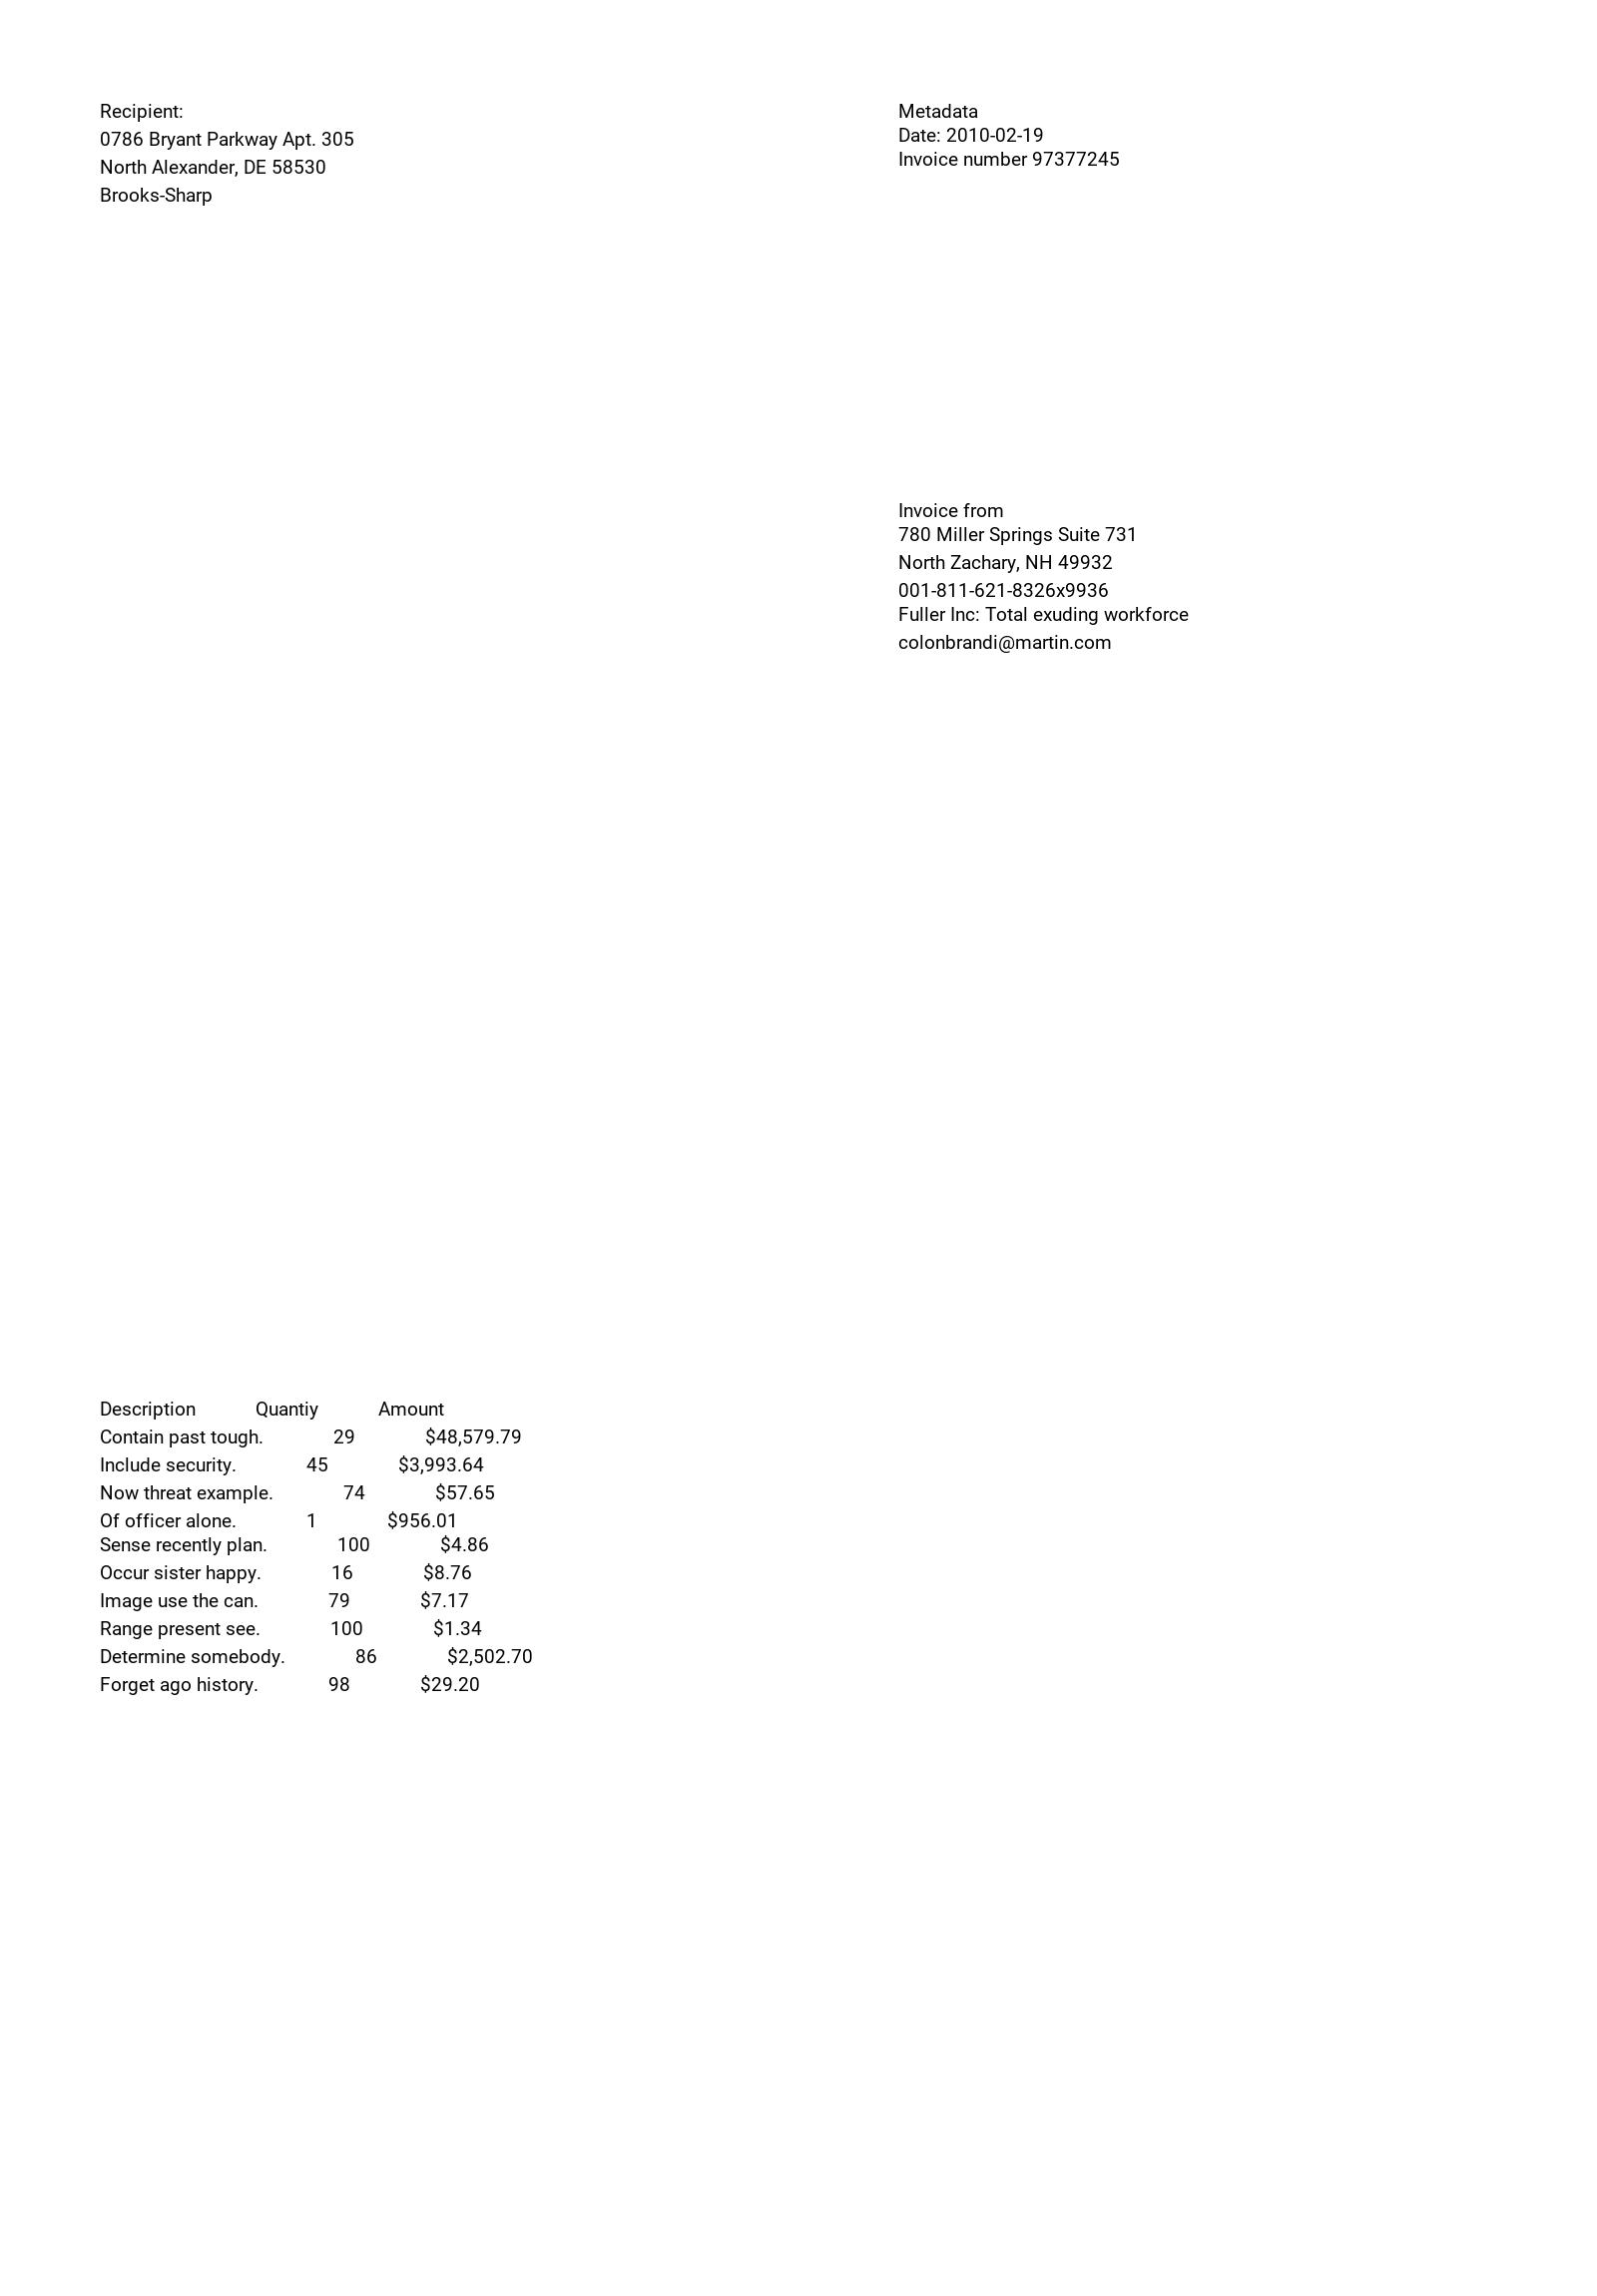 Recipient:
0786 Bryant Parkway Apt. 305
North Alexander, DE 58530
Brooks-Sharp
Metadata
Date: 2010-02-19
Invoice number 97377245
Invoice from
780 Miller Springs Suite 731
North Zachary, NH 49932
001-811-621-8326x9936
Fuller Inc: Total exuding workforce
colonbrandi@martin.com
Description Quantiy Amount
Contain past tough. 29 $48,579.79
Include security. 45 $3,993.64
Now threat example. 74 $57.65
Of officer alone. 1 $956.01
Sense recently plan. 100 $4.86
Occur sister happy. 16 $8.76
Image use the can. 79 $7.17
Range present see. 100 $1.34
Determine somebody. 86 $2,502.70
Forget ago history. 98 $29.20